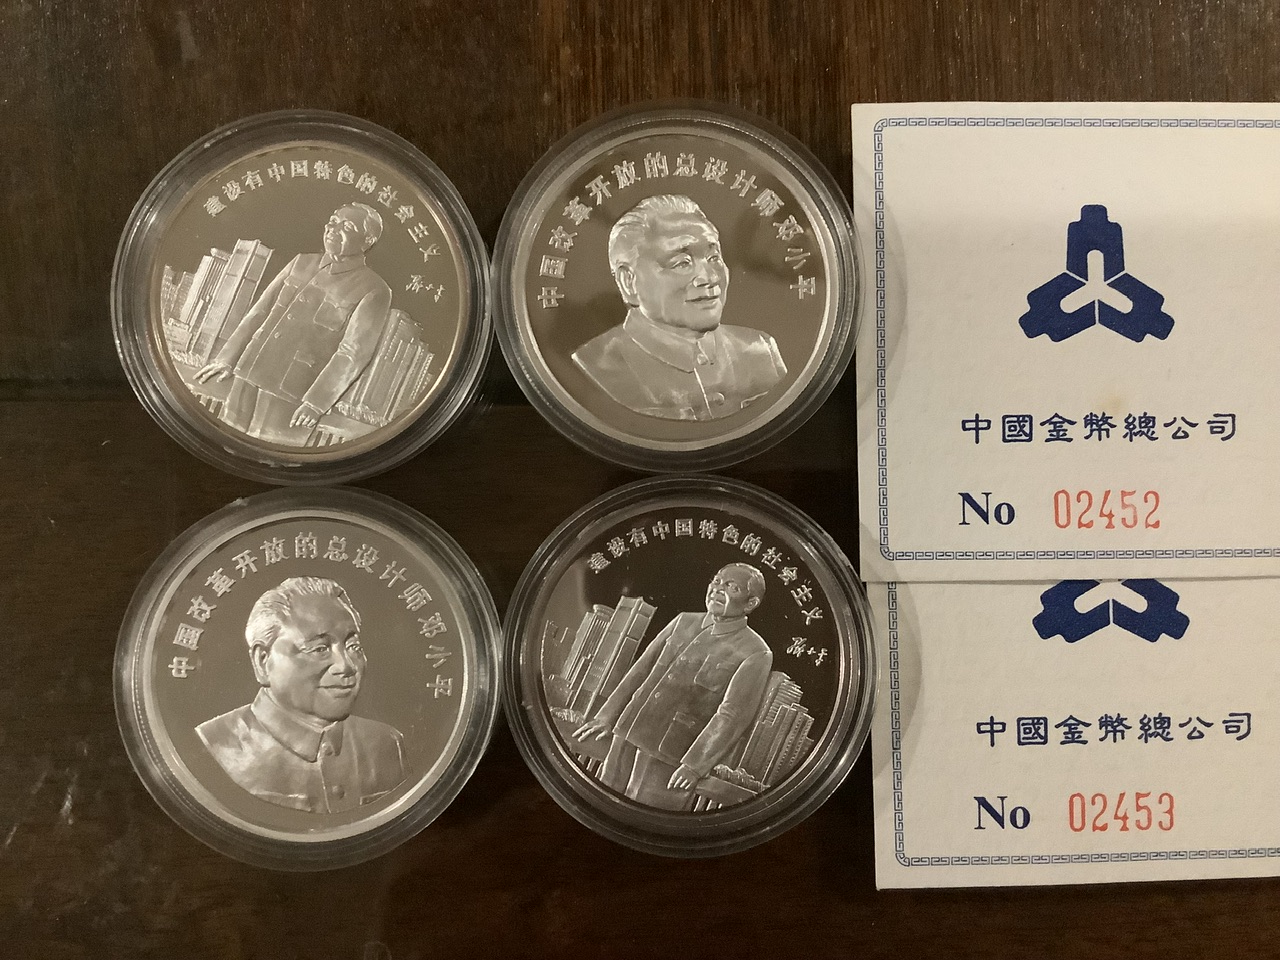 建设有中国特色的社会主义
中国改革开放的总设计师邓小平
中國金幣總公司
No 02452
中国改革开放的总设计师邓小平
建设有中国特色的社会主义
中國金幣總公司
No 02453